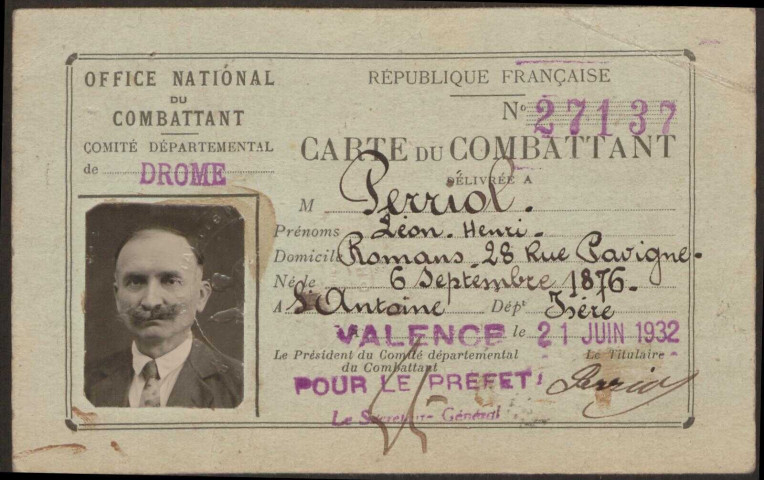 OFFICE NATIONAL
DU
COMBATTANT
COMITÉ DÉPARTEMENTAL
de DROME
RÉPUBLIQUE FRANÇAISE
No 27137
CARTE DU COMBATTANT
DÉLIVRÉE A
M Perriol.
Prénoms Léon. Henri.
Domicile Romans. 28 Rue Pavigne.
Né le 6 Septembre 1876.
A St Antoine Dépt Isère
VALENCE le 21 JUIN 1932
Le Président du Comité départemental
du Combattant
Le Titulaire
POUR LE PREFET:
Perriol
Le Secrétaire Général